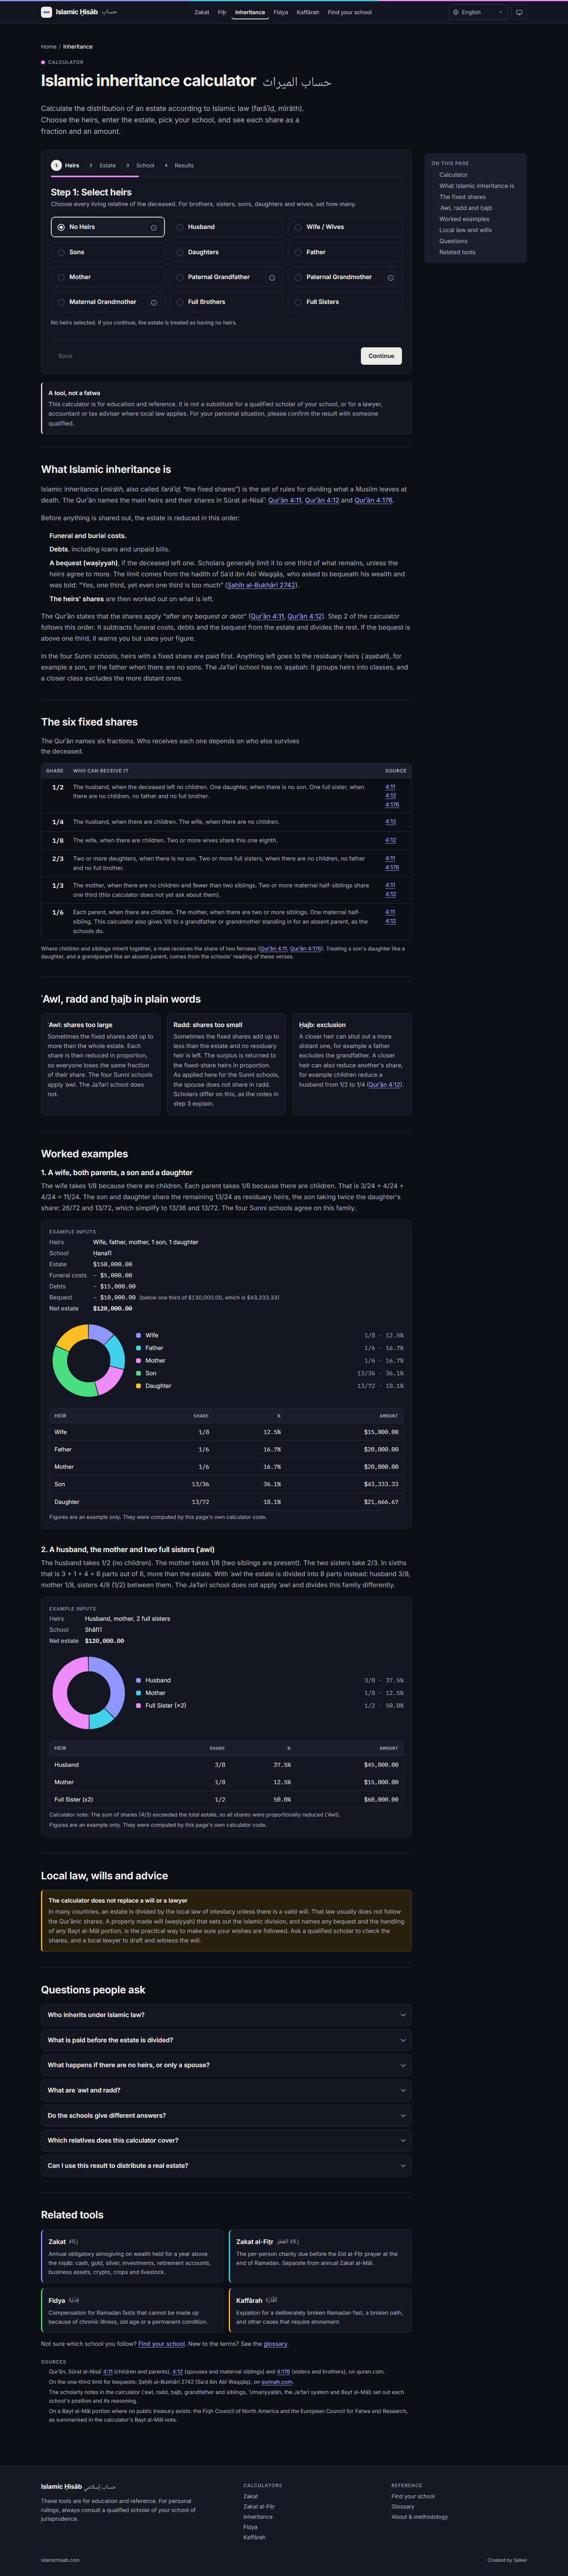 Islamic Ḥisāb حساب
Zakat Fiṭr Inheritance Fidya Kaffārah Find your school
English
Home / Inheritance
CALCULATOR
Islamic inheritance calculator حساب الميراث
Calculate the distribution of an estate according to Islamic law (farāʾiḍ, mīrāth).
Choose your heirs, enter the estate, pick your school, and see each share as a
fraction and an amount.
1 Heirs 2 Estate 3 School 4 Results
Step 1: Select heirs
Choose every living relative of the deceased. For brothers, sisters, sons, daughters and wives, set how many.
No Heirs
Husband
Wife / Wives
Sons
Daughters
Father
Mother
Paternal Grandfather
Paternal Grandmother
Maternal Grandmother
Full Brothers
Full Sisters
No heirs selected. If you continue, the estate is treated as having no heirs.
Back
Continue
ON THIS PAGE
Calculator
What Islamic inheritance is
The fixed shares
ʿAwl, radd and ḥajb
Worked examples
Local law and wills
Questions
Related tools
A tool, not a fatwa
This calculator is for education and reference. It is not a substitute for a qualified scholar of your school, or for a lawyer,
accountant or tax adviser where local law applies. For your personal situation, please confirm the result with someone
qualified.
What Islamic inheritance is
Islamic inheritance (mīrāth, also called farāʾiḍ, “the fixed shares”) is the set of rules for dividing what a Muslim leaves at
death. The Qurʾān names the main heirs and their shares in Sūrat al-Nisāʾ: Qurʾān 4:11, Qurʾān 4:12 and Qurʾān 4:176.
Before anything is shared out, the estate is reduced in this order:
Funeral and burial costs.
Debts, including loans and unpaid bills.
A bequest (waṣiyyah), if the deceased left one. Scholars generally limit it to one third of what remains, unless the
heirs agree to more. The limit comes from the hadith of Saʿd ibn Abī Waqqāṣ, who asked to bequeath his wealth and
was told: “Yes, one third, yet even one third is too much” (Ṣaḥīḥ al-Bukhārī 2742).
The heirs’ shares are then worked out on what is left.
The Qurʾān states that the shares apply “after any bequest or debt” (Qurʾān 4:11, Qurʾān 4:12). Step 2 of the calculator
follows this order. It subtracts funeral costs, debts and the bequest from the estate and divides the rest. If the bequest is
above one third, it warns you but uses your figure.
In the four Sunni schools, heirs with a fixed share are paid first. Anything left goes to the residuary heirs (ʿaṣabah), for
example a son, or the father when there are no sons. The Jaʿfarī school has no ʿaṣabah: it groups heirs into classes, and
a closer class excludes the more distant ones.
The six fixed shares
The Qurʾān names six fractions. Who receives each one depends on who else survives
the deceased.
SHARE WHO CAN RECEIVE IT SOURCE
1/2 The husband, when the deceased left no children. One daughter, when there is no son. One full sister, when
there are no children, no father and no full brother.
4:11
4:12
4:176
1/4 The husband, when there are children. The wife, when there are no children. 4:12
1/8 The wife, when there are children. Two or more wives share this one eighth. 4:12
2/3 Two or more daughters, when there is no son. Two or more full sisters, when there are no children, no father
and no full brother.
4:11
4:176
1/3 The mother, when there are no children and fewer than two siblings. Two or more maternal half-siblings share
one third (this calculator does not yet ask about them).
4:11
4:12
1/6 Each parent, when there are children. The mother, when there are two or more siblings. One maternal half-
sibling. This calculator also gives 1/6 to a grandfather or grandmother standing in for an absent parent, as the
schools do.
4:11
4:12
Where children and siblings inherit together, a male receives the share of two females (Qurʾān 4:11, Qurʾān 4:176). Treating a son's daughter like a
daughter, and grandparent like an absent parent, comes from the schools' reading of these verses.
ʿAwl, radd and ḥajb in plain words
ʿAwl: shares too large
Sometimes the fixed shares add up to
more than the whole estate. Each
share is then reduced in proportion,
so everyone loses the same fraction
of their share. The four Sunni schools
apply ʿawl. The Jaʿfarī school does
not.
Radd: shares too small
Sometimes the fixed shares add up to
less than the estate and no residuary
heir is left. The surplus is returned to
the fixed-share heirs in proportion.
As applied here for the Sunni schools,
the spouse does not share in radd.
Scholars differ on this, as the notes in
step 3 explain.
Ḥajb: exclusion
A closer heir can shut out a more
distant one, for example a father
excludes the grandfather. A closer
heir can also reduce another's share,
for example children reduce a
husband from 1/2 to 1/4 (Qurʾān 4:12).
Worked examples
1. A wife, both parents, a son and a daughter
The wife takes 1/8 because there are children. Each parent takes 1/6 because there are children. That is 3/24 + 4/24 +
4/24 = 11/24. The son and daughter share the remaining 13/24 as residuary heirs, the son taking twice the daughter's
share: 26/72 and 13/72, which simplify to 13/36 and 13/72. The four Sunni schools agree on this family.
EXAMPLE INPUTS
Heirs Wife, father, mother, 1 son, 1 daughter
School Ḥanafī
Estate $150,000.00
Funeral costs − $5,000.00
Debts − $15,000.00
Bequest − $10,000.00 (below one third of $130,000.00, which is $43,333.33)
Net estate $120,000.00
Wife 1/8 · 12.5%
Father 1/6 · 16.7%
Mother 1/6 · 16.7%
Son 13/36 · 36.1%
Daughter 13/72 · 18.1%
HEIR SHARE % AMOUNT
Wife 1/8 12.5% $15,000.00
Father 1/6 16.7% $20,000.00
Mother 1/6 16.7% $20,000.00
Son 13/36 36.1% $43,333.33
Daughter 13/72 18.1% $21,666.67
Figures are an example only. They were computed by this page's own calculator code.
2. A husband, the mother and two full sisters (ʿawl)
The husband takes 1/2 (no children). The mother takes 1/6 (two siblings are present). The two sisters take 2/3. In sixths
that is 3 + 1 + 4 = 8 parts out of 6, more than the estate. With ʿawl the estate is divided into 8 parts instead: husband 3/8,
mother 1/8, sisters 4/8 (1/2) between them. The Jaʿfarī school does not apply ʿawl and divides this family differently.
EXAMPLE INPUTS
Heirs Husband, mother, 2 full sisters
School Shāfiʿī
Net estate $120,000.00
Husband 3/8 · 37.5%
Mother 1/8 · 12.5%
Full Sister (×2) 1/2 · 50.0%
HEIR SHARE % AMOUNT
Husband 3/8 37.5% $45,000.00
Mother 1/8 12.5% $15,000.00
Full Sister (x2) 1/2 50.0% $60,000.00
Calculator note: The sum of shares (4/3) exceeded the total estate, so all shares were proportionally reduced (ʿAwl).
Figures are an example only. They were computed by this page's own calculator code.
Local law, wills and advice
The calculator does not replace a will or a lawyer
In many countries, an estate is divided by the local law of intestacy unless there is a valid will. That law usually does not follow
the Qurʾānic shares. A properly made will (waṣiyyah) that sets out the Islamic division, and names any bequest and the handling
of any Bayt al-Māl portion, is the practical way to make sure your wishes are followed. Ask a qualified scholar to check the
shares, and a local lawyer to draft and witness the will.
Questions people ask
Who inherits under Islamic law?
What is paid before the estate is divided?
What happens if there are no heirs, or only a spouse?
What are ʿawl and radd?
Do the schools give different answers?
Which relatives does this calculator cover?
Can I use this result to distribute a real estate?
Related tools
Zakat زكاة
Annual obligatory almsgiving on wealth held for a year above
the niṣāb: cash, gold, silver, investments, retirement accounts,
business assets, crypto, crops and livestock.
Zakat al-Fiṭr زكاة الفطر
The per-person charity due before the Eid al-Fiṭr prayer at the
end of Ramadan. Separate from annual Zakat al-Māl.
Fidya فِدْيَة
Compensation for Ramadan fasts that cannot be made up
because of chronic illness, old age or a permanent condition.
Kaffārah كَفَّارَة
Expiation for a deliberately broken Ramadan fast, a broken oath,
and other cases that require atonement.
Not sure which school you follow? Find your school. New to the terms? See the glossary.
SOURCES
Qurʾān, Sūrat al-Nisāʾ 4:11 (children and parents), 4:12 (spouses and maternal siblings) and 4:176 (sisters and brothers), on quran.com.
On the one-third limit for bequests: Ṣaḥīḥ al-Bukhārī 2742 (Saʿd ibn Abī Waqqāṣ), on sunnah.com.
The scholarly notes in the calculator (ʿawl, radd, ḥajb, grandfather and siblings, ʿUmariyyatān, the Jaʿfarī system and Bayt al-Māl) set out each
school's position and its reasoning.
On a Bayt al-Māl portion where no public treasury exists: the Fiqh Council of North America and the European Council for Fatwa and Research,
as summarised in the calculator's Bayt al-Māl note.
Islamic Ḥisāb حساب إسلامي
These tools are for education and reference. For personal
rulings, always consult a qualified scholar of your school of
jurisprudence.
CALCULATORS
Zakat
Zakat al-Fiṭr
Inheritance
Fidya
Kaffārah
REFERENCE
Find your school
Glossary
About & methodology
islamichisab.com
Created by Saleel